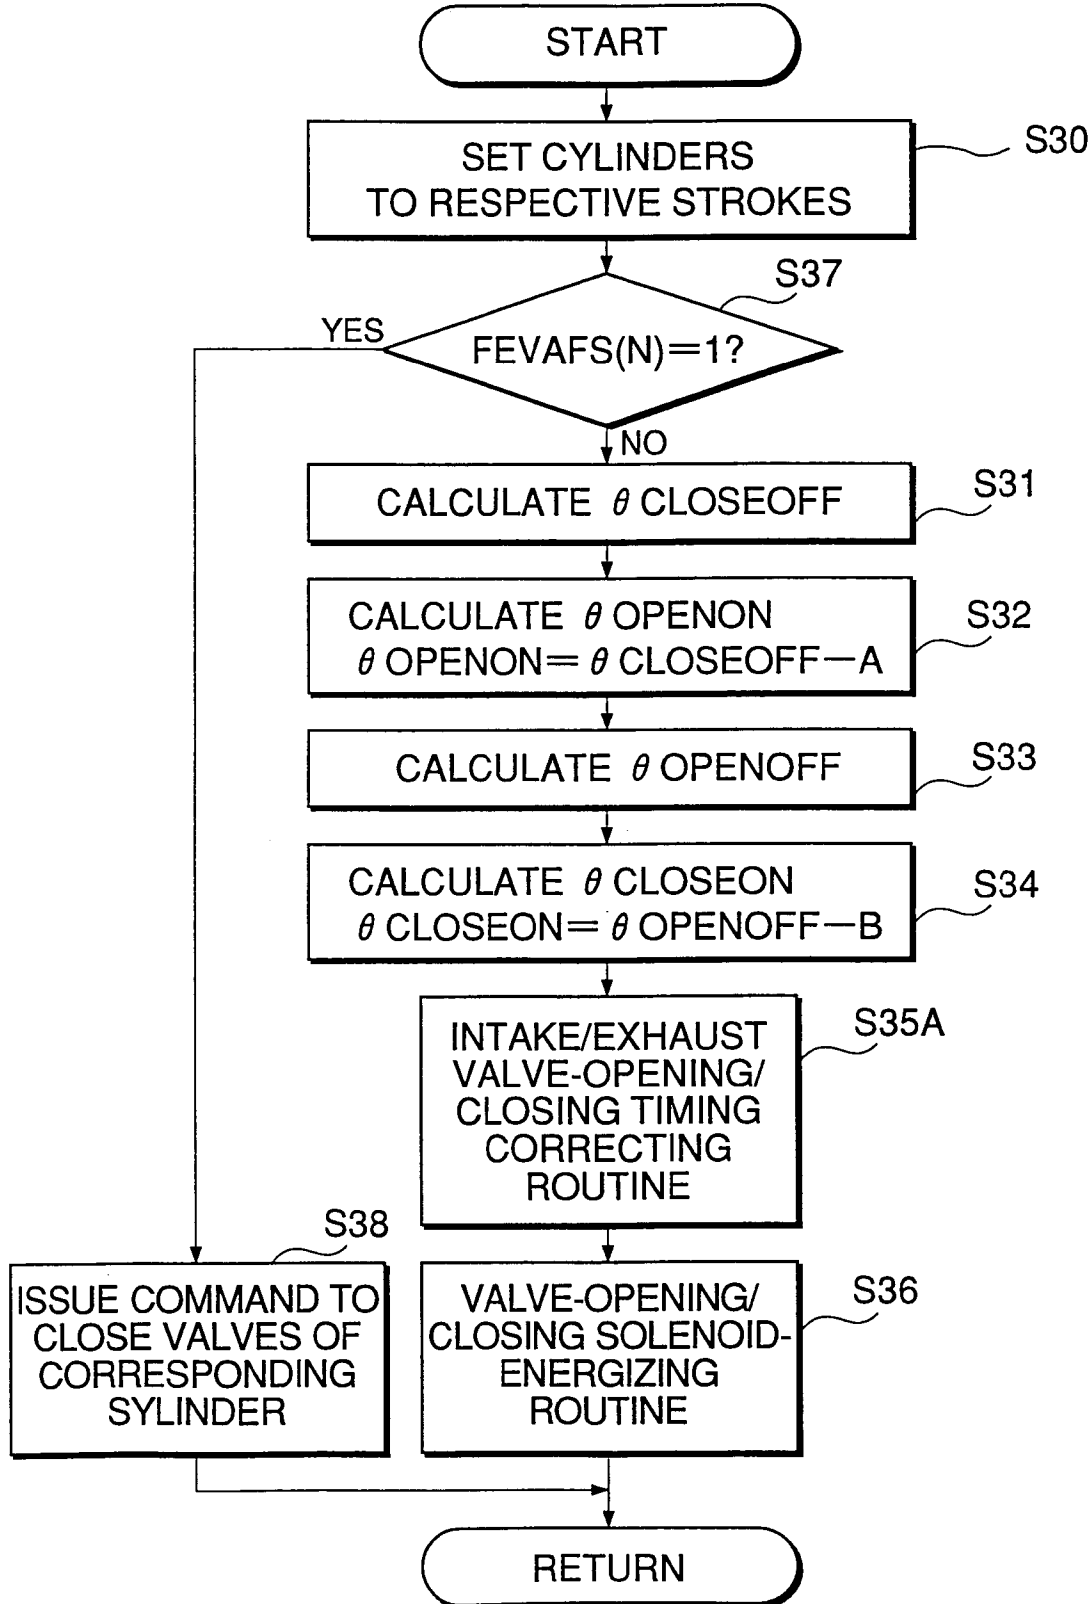 START
SET CYLINDERS
TO RESPECTIVE STROKES
S30
S37
YES
FEVAFS(N)=1?
NO
CALCULATE θ CLOSEOFF
S31
CALCULATE θ OPENON
θ OPENON= θ CLOSEOFF—A
S32
CALCULATE θ OPENOFF
S33
CALCULATE θ CLOSEON
θ CLOSEON= θ OPENOFF—B
S34
INTAKE/EXHAUST
VALVE-OPENING/
CLOSING TIMING
CORRECTING
ROUTINE
S35A
S38
ISSUE COMMAND TO
CLOSE VALVES OF
CORRESPONDING
SYLINDER
VALVE-OPENING/
CLOSING SOLENOID-
ENERGIZING
ROUTINE
S36
RETURN